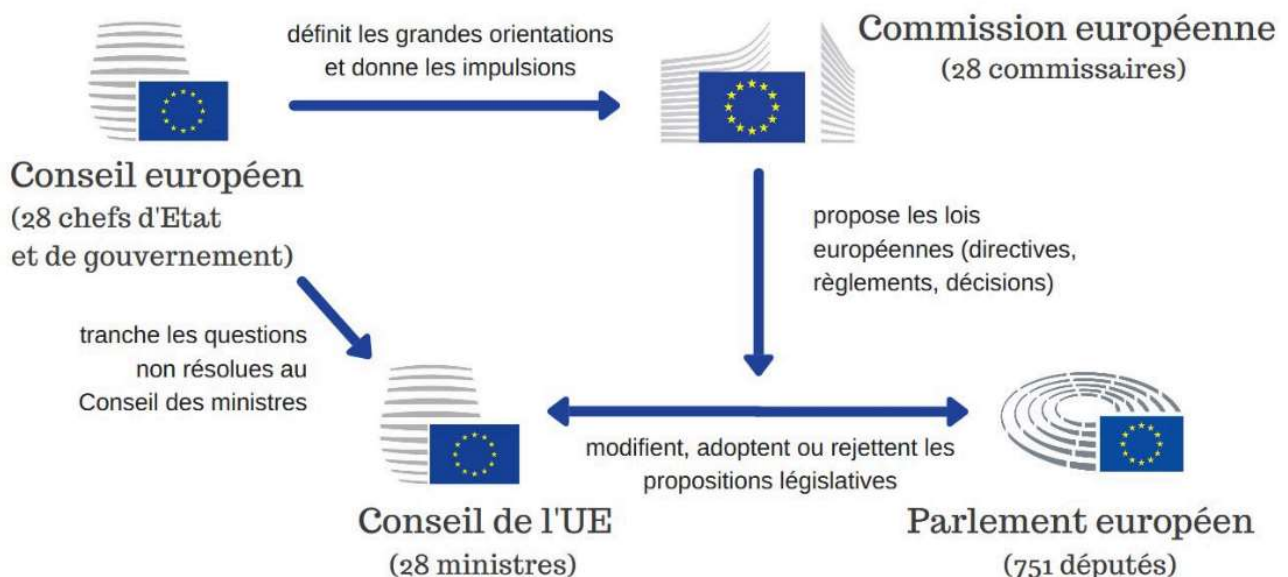 définit les grandes orientations
et donne les impulsions
Commission européenne
(28 commissaires)
Conseil européen
(28 chefs d'Etat
et de gouvernement)
propose les lois
européennes (directives,
règlements, décisions)
tranche les questions
non résolues au
Conseil des ministres
modifient, adoptent ou rejettent les
propositions législatives
Conseil de l'UE
(28 ministres)
Parlement européen
(751 députés)